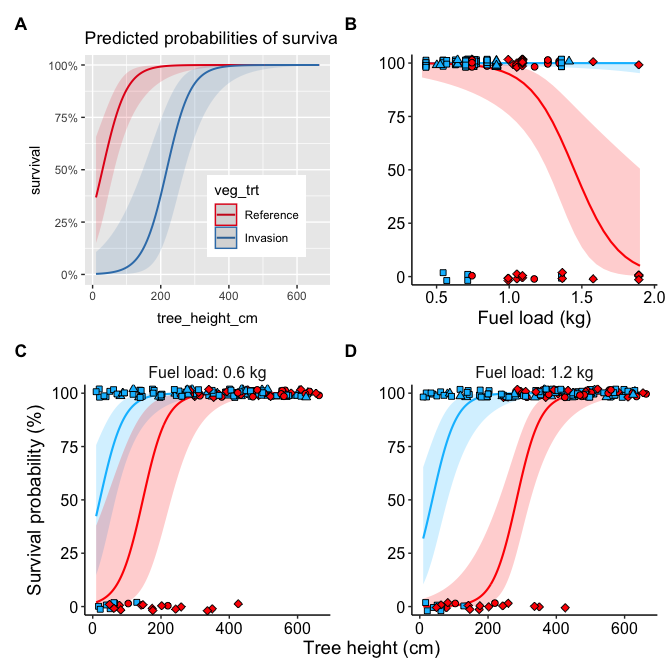 A
Predicted probabilities of surviva
100%
75%
50%
25%
0%
survival
veg_trt
Reference
Invasion
0 200 400 600
tree_height_cm
B
100
75
50
25
0
0.5 1.0 1.5 2.0
Fuel load (kg)
C
Fuel load: 0.6 kg
100
75
50
25
0
Survival probability (%)
0 200 400 600
D
Fuel load: 1.2 kg
100
75
50
25
0
0 200 400 600
Tree height (cm)